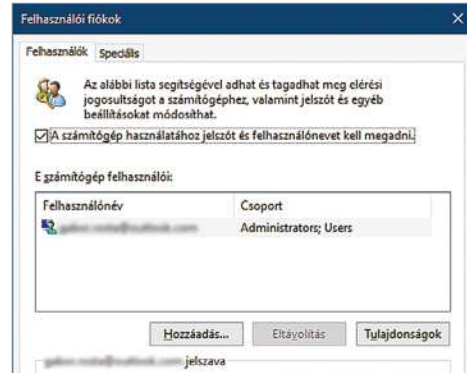 Felhasználói fiókok
Felhasználók Speciális
Az alábbi lista segítségével adhat és tagadhat meg elérési
jogosultságot a számítógéphez, valamint jelszót és egyéb
beállításokat módosíthat.
A számítógép használatához jelszót és felhasználónevet kell megadni.
E számítógép felhasználói:
Felhasználónév Csoport
Administrators; Users
Hozzáadás... Eltávolítás Tulajdonságok
jelszava